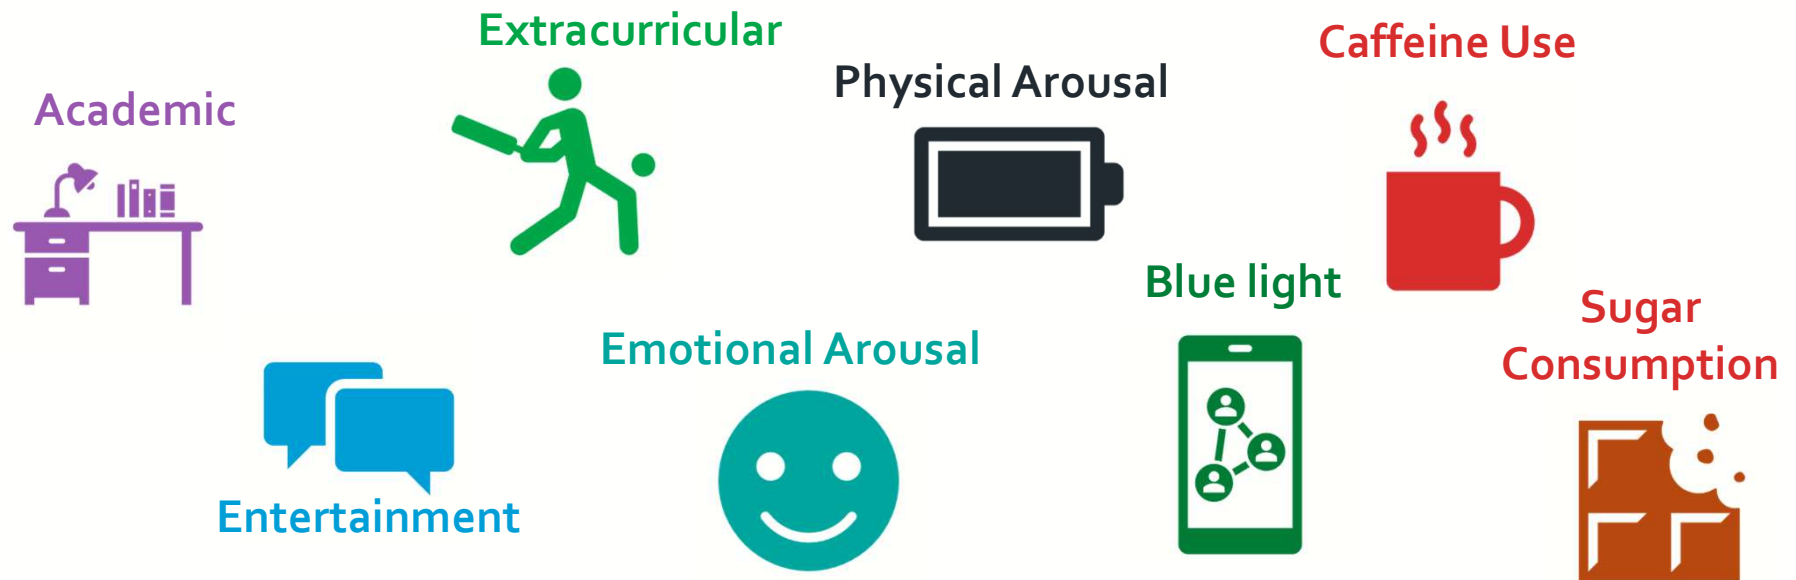 Extracurricular
Caffeine Use
Physical Arousal
Academic
Blue light
Sugar
Consumption
Emotional Arousal
Entertainment